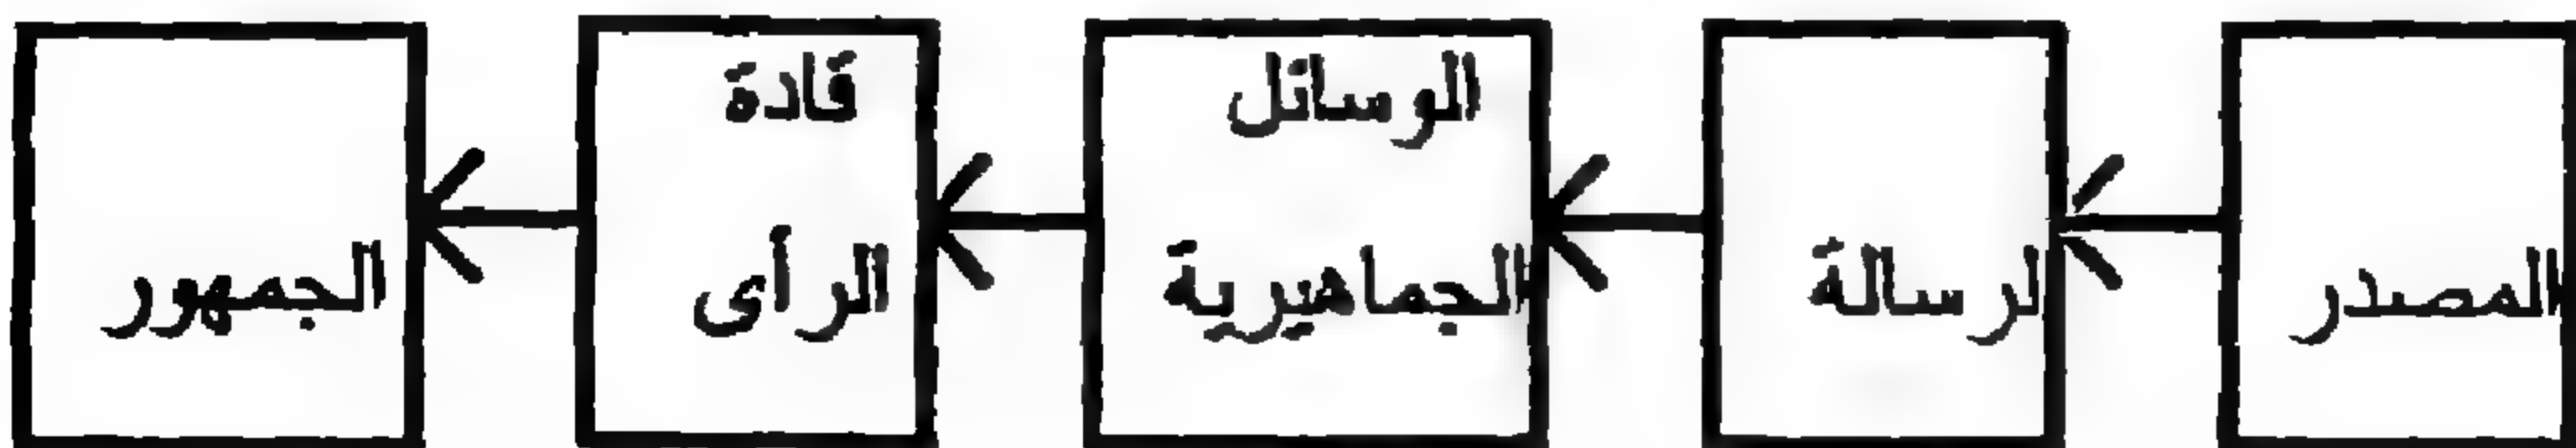 المصدر
الرسالة
الوسائل
الجماهيرية
قادة
الرأى
الجمهور